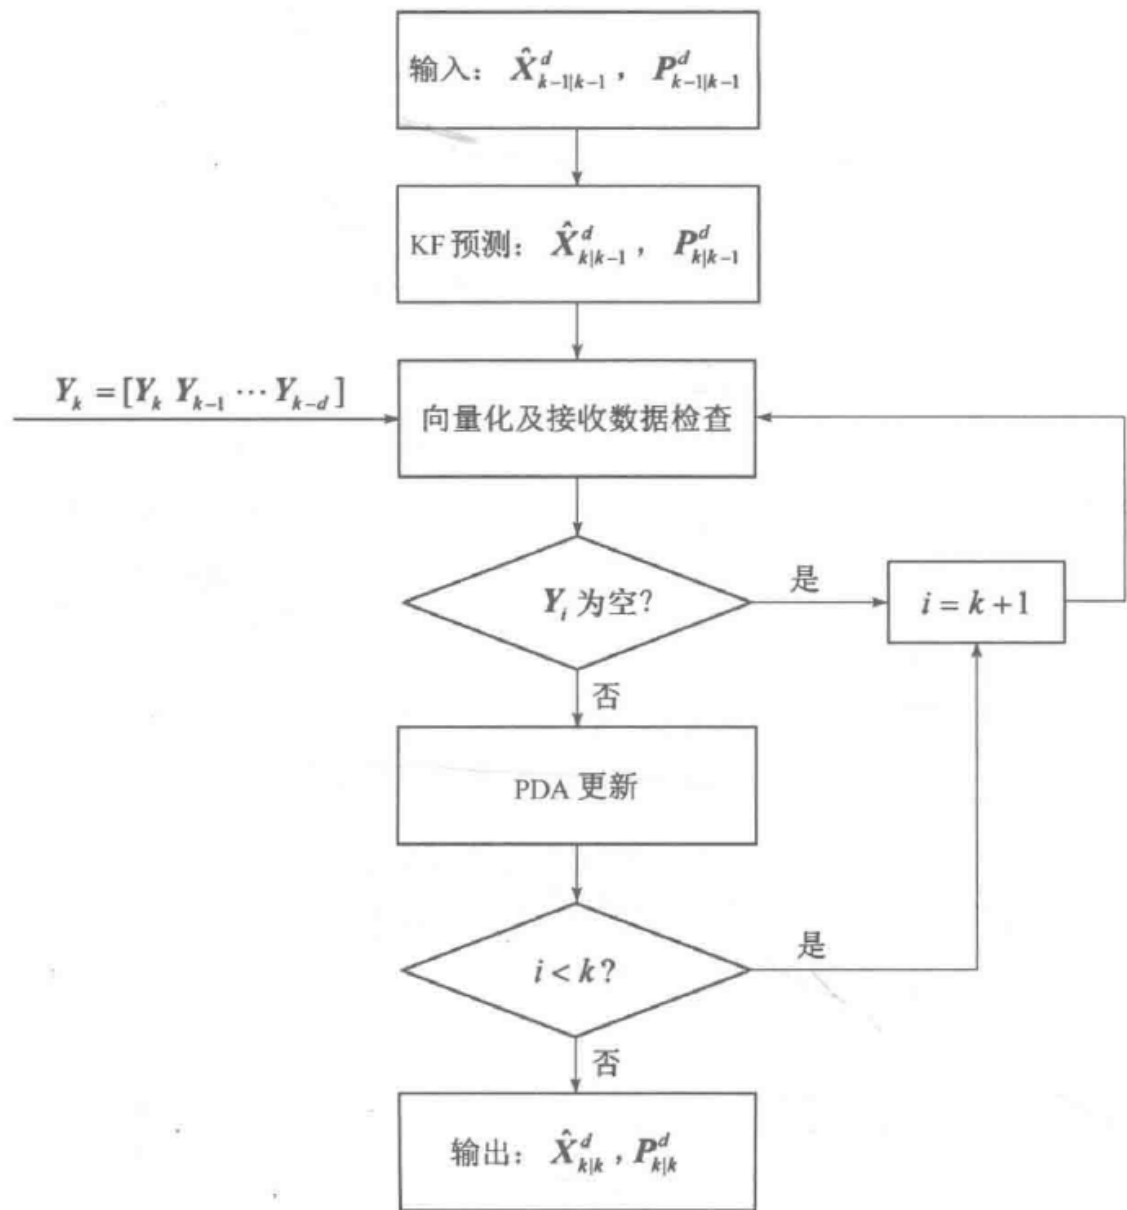 输入： X̂^d_{k-1|k-1} ， P^d_{k-1|k-1}
KF 预测： X̂^d_{k|k-1} ， P^d_{k|k-1}
Y_k = [Y_k Y_{k-1} ··· Y_{k-d}]
向量化及接收数据检查
Y_i 为空?
是
i = k + 1
否
PDA 更新
i < k ?
是
否
输出： X̂^d_{k|k} , P^d_{k|k}